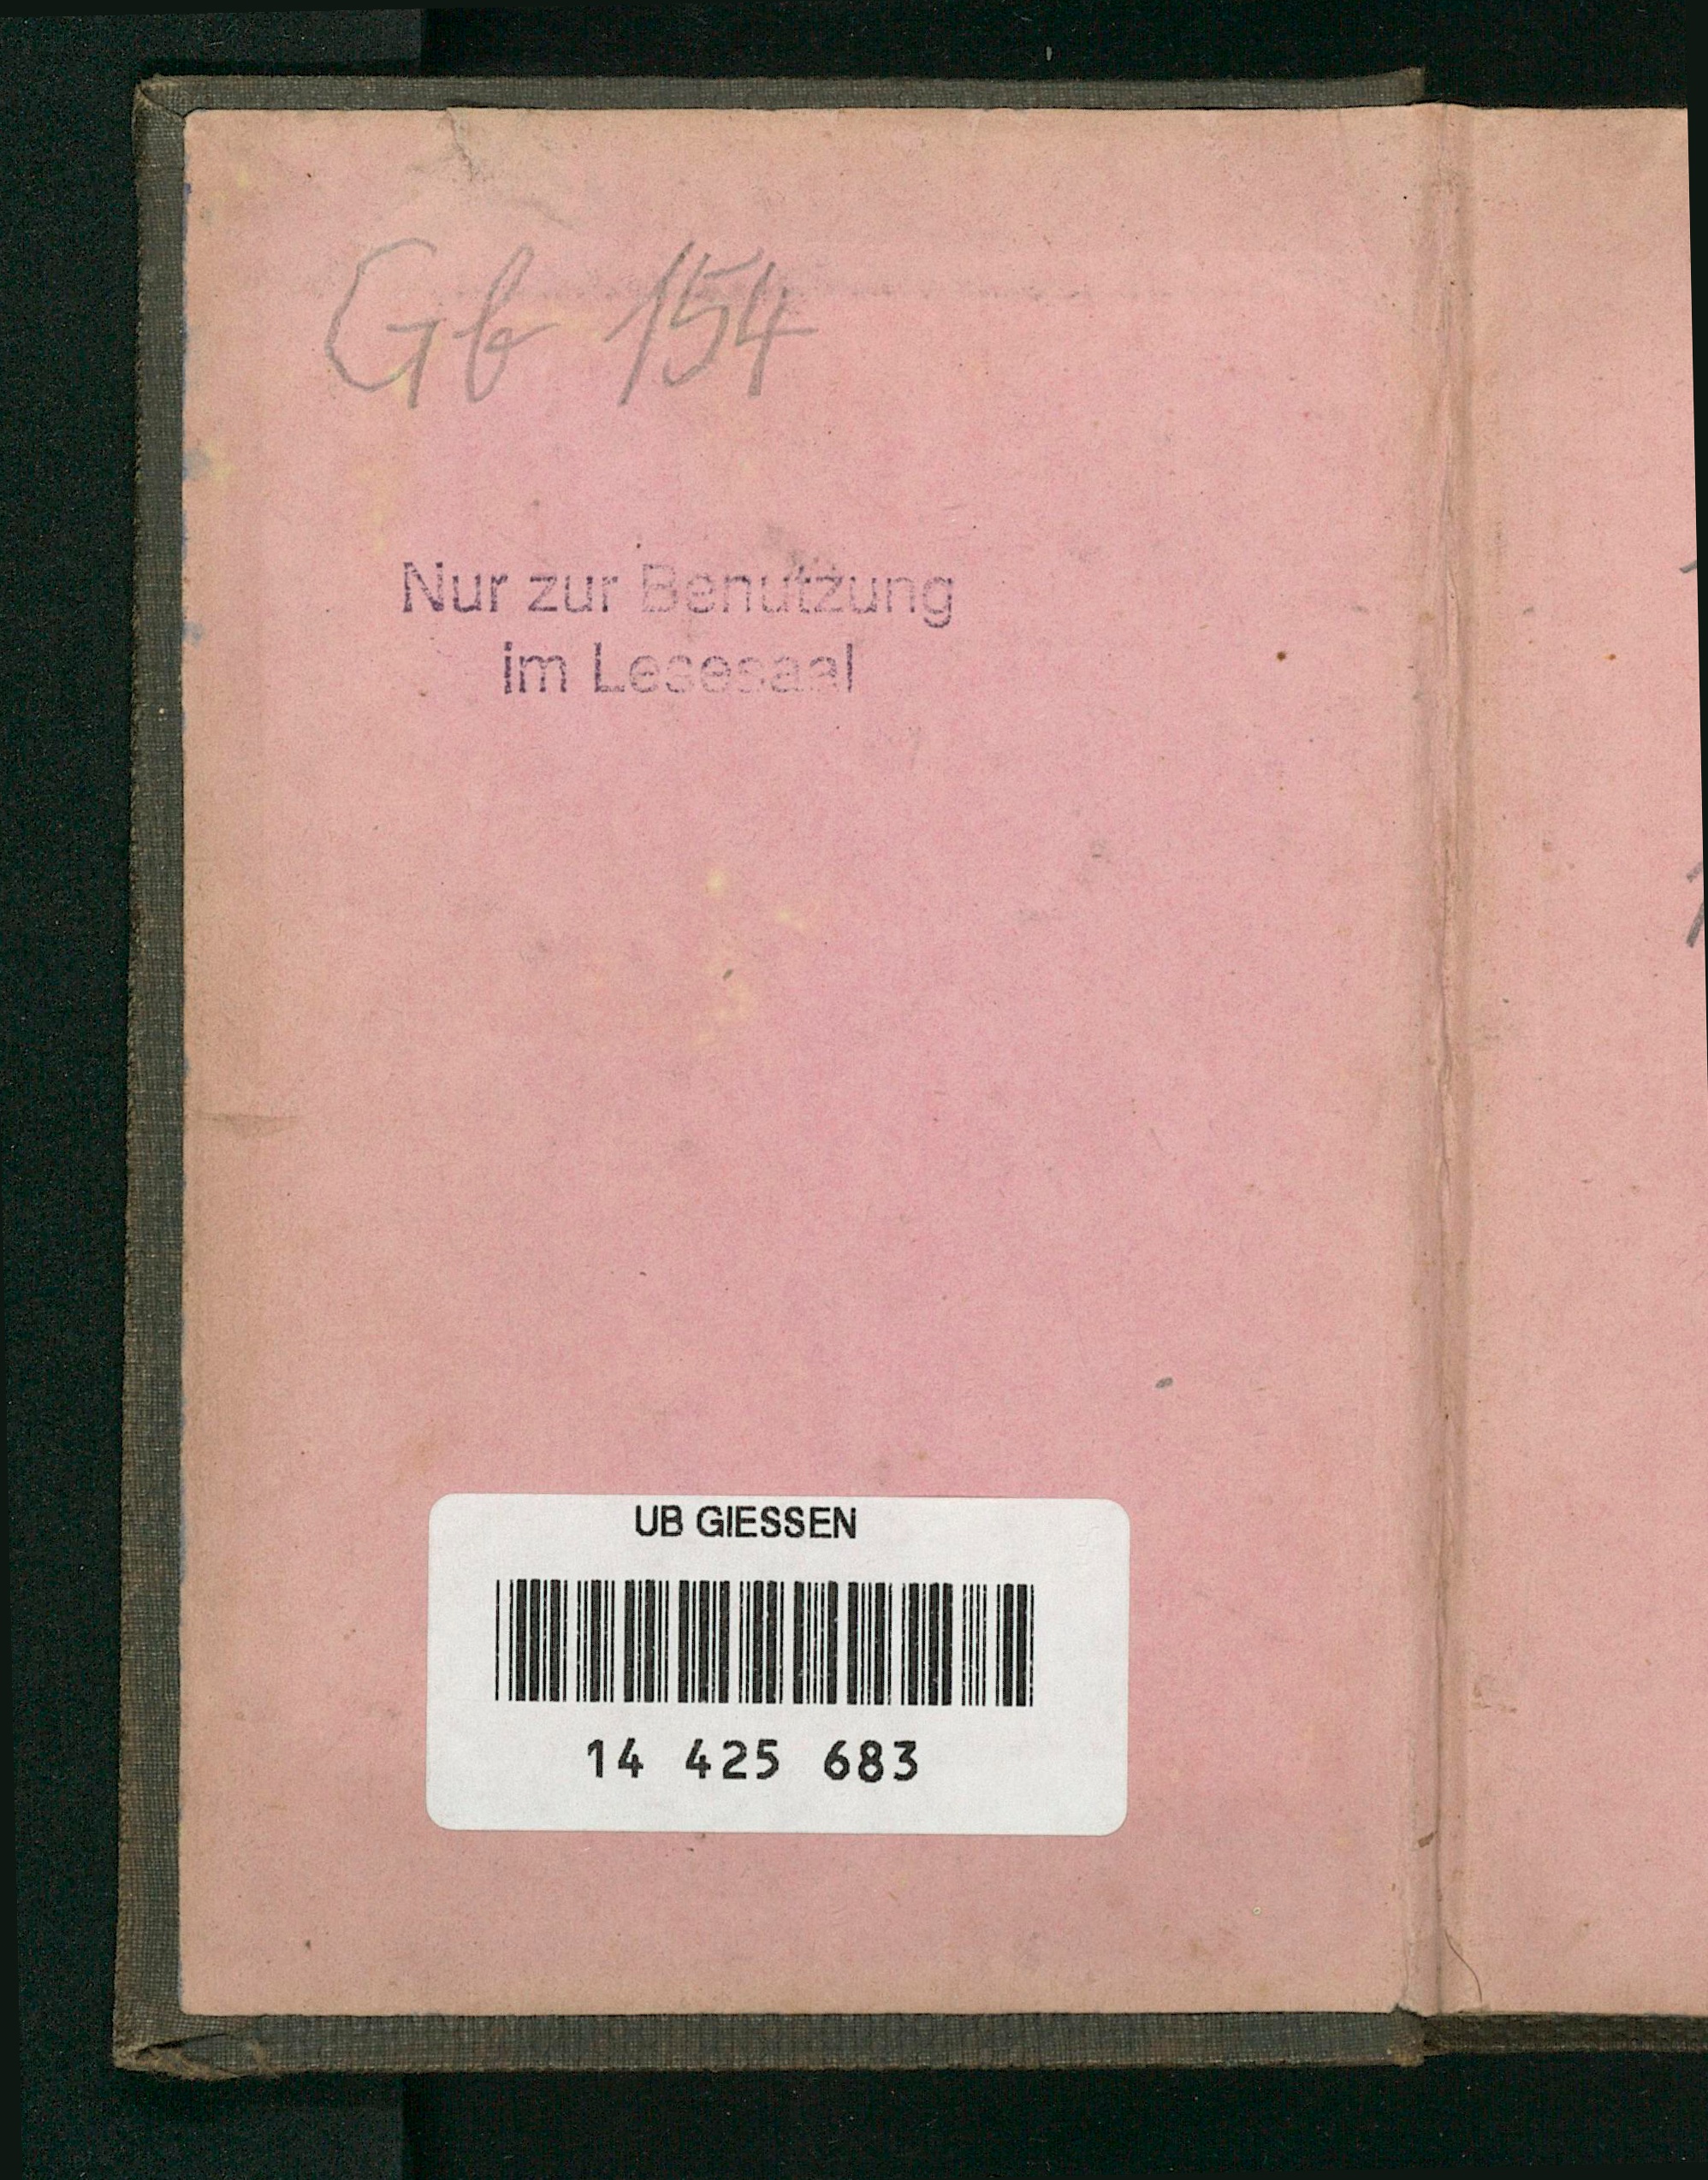 Gb 154
Nur zur Benutzung
im Lesesaal
UB GIESSEN
14 425 683